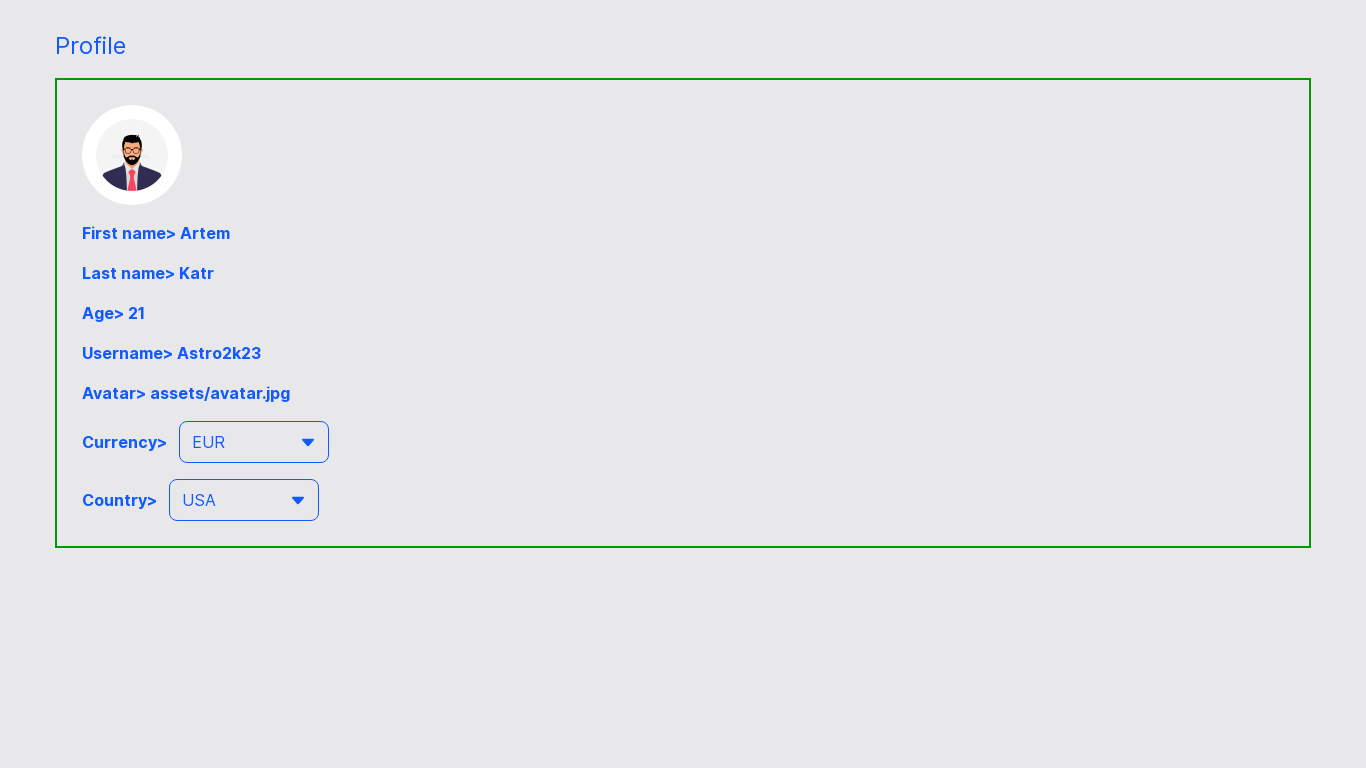 Profile
First name> Artem
Last name> Katr
Age> 21
Username> Astro2k23
Avatar> assets/avatar.jpg
Currency> EUR
Country> USA